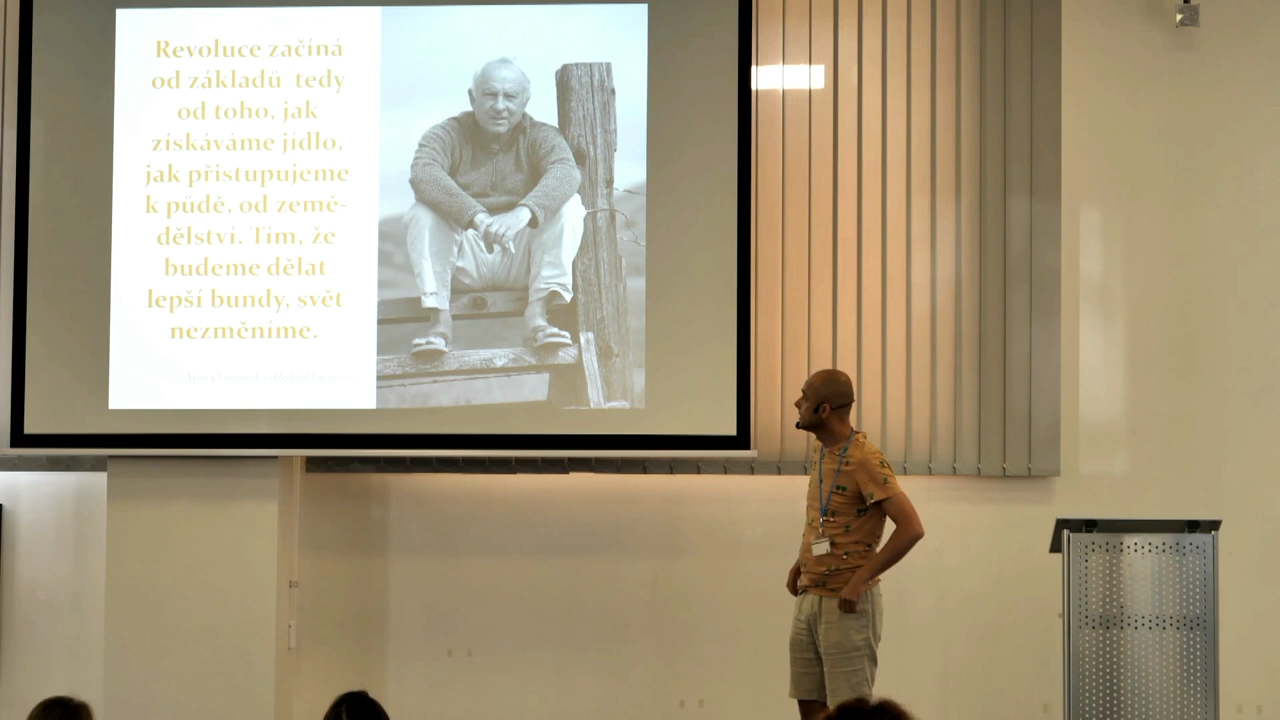 Revoluce začíná
od základů tedy
od toho, jak
získáváme jídlo,
jak přistupujeme
k půdě, od země-
dělství. Tím, že
budeme dělat
lepší bundy, svět
nezměníme.